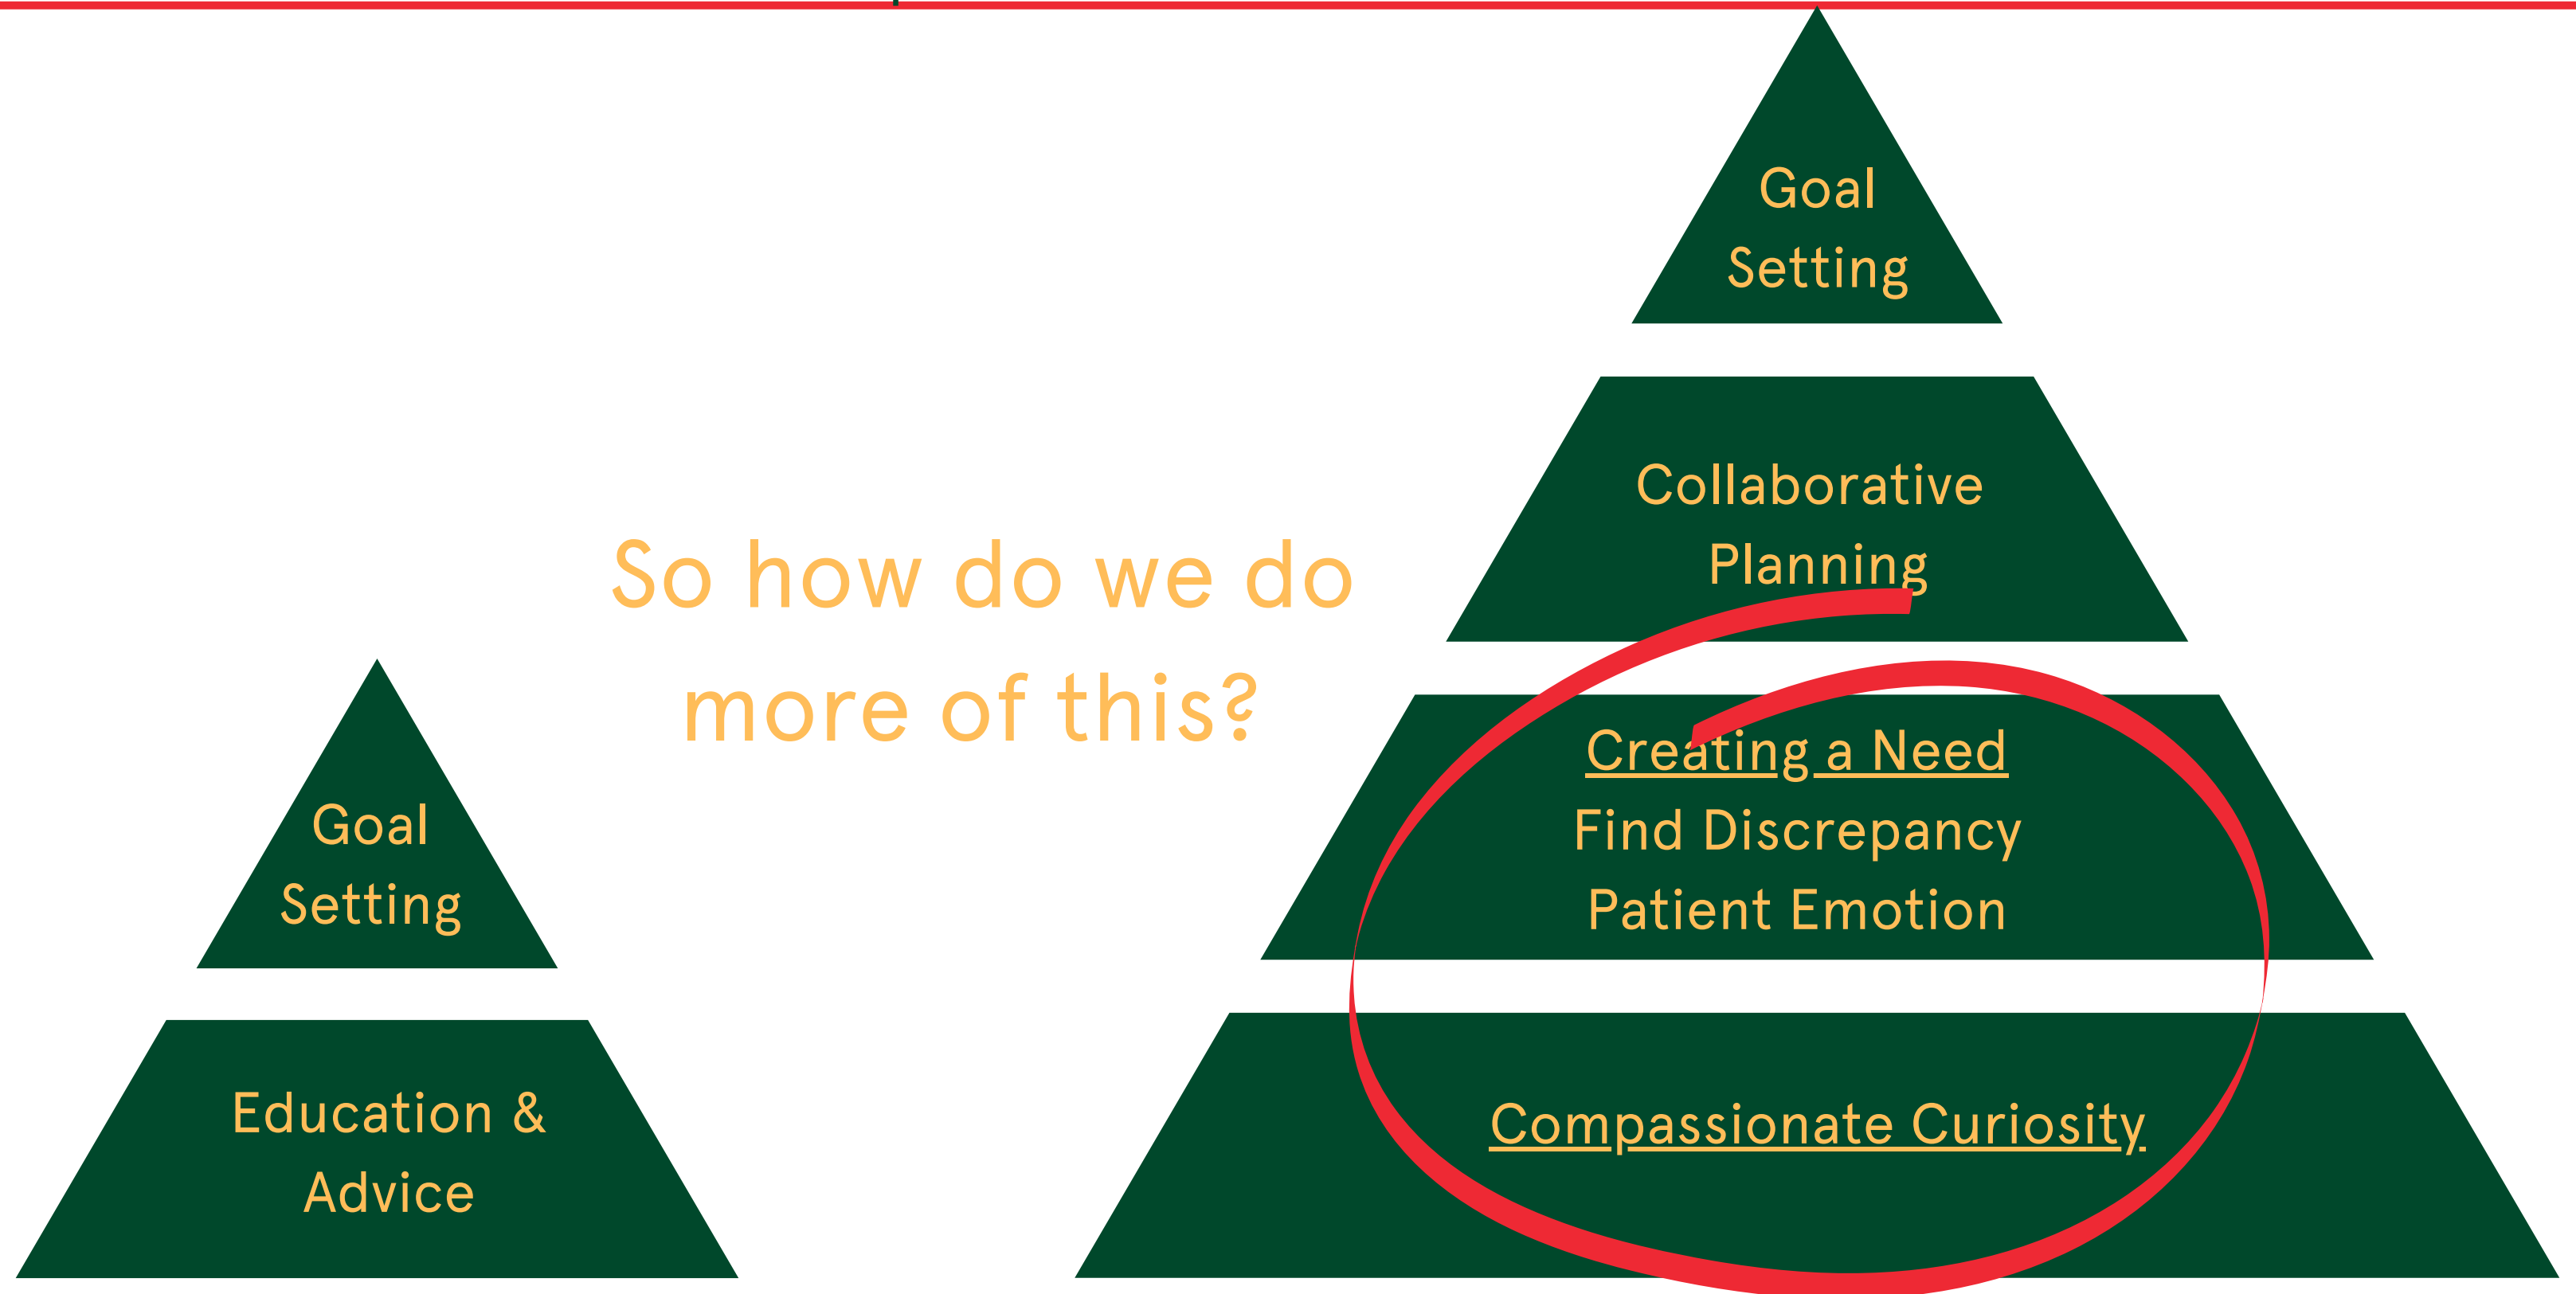 Goal
Setting
Education &
Advice
So how do we do
more of this?
Goal
Setting
Collaborative
Planning
Creating a Need
Find Discrepancy
Patient Emotion
Compassionate Curiosity